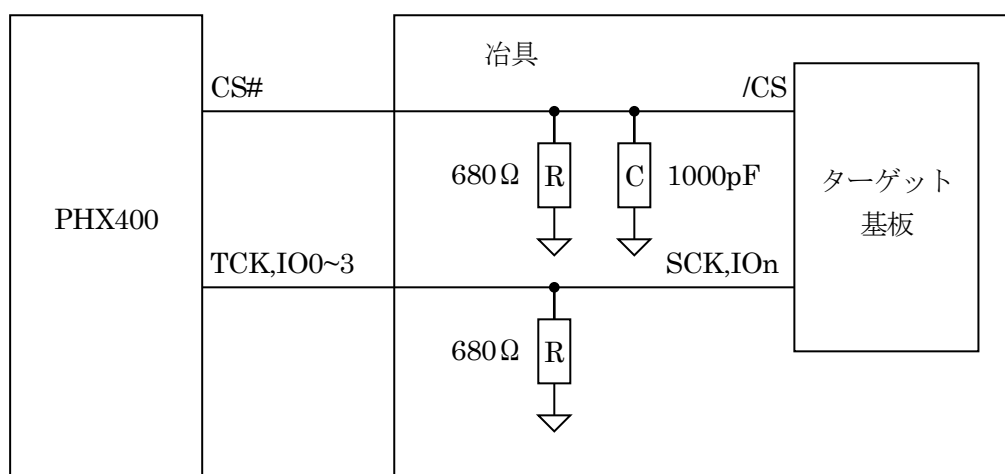 冶具
CS#
/CS
680Ω
R
C
1000pF
ターゲット
基板
PHX400
TCK,IO0~3
SCK,IOn
680Ω
R